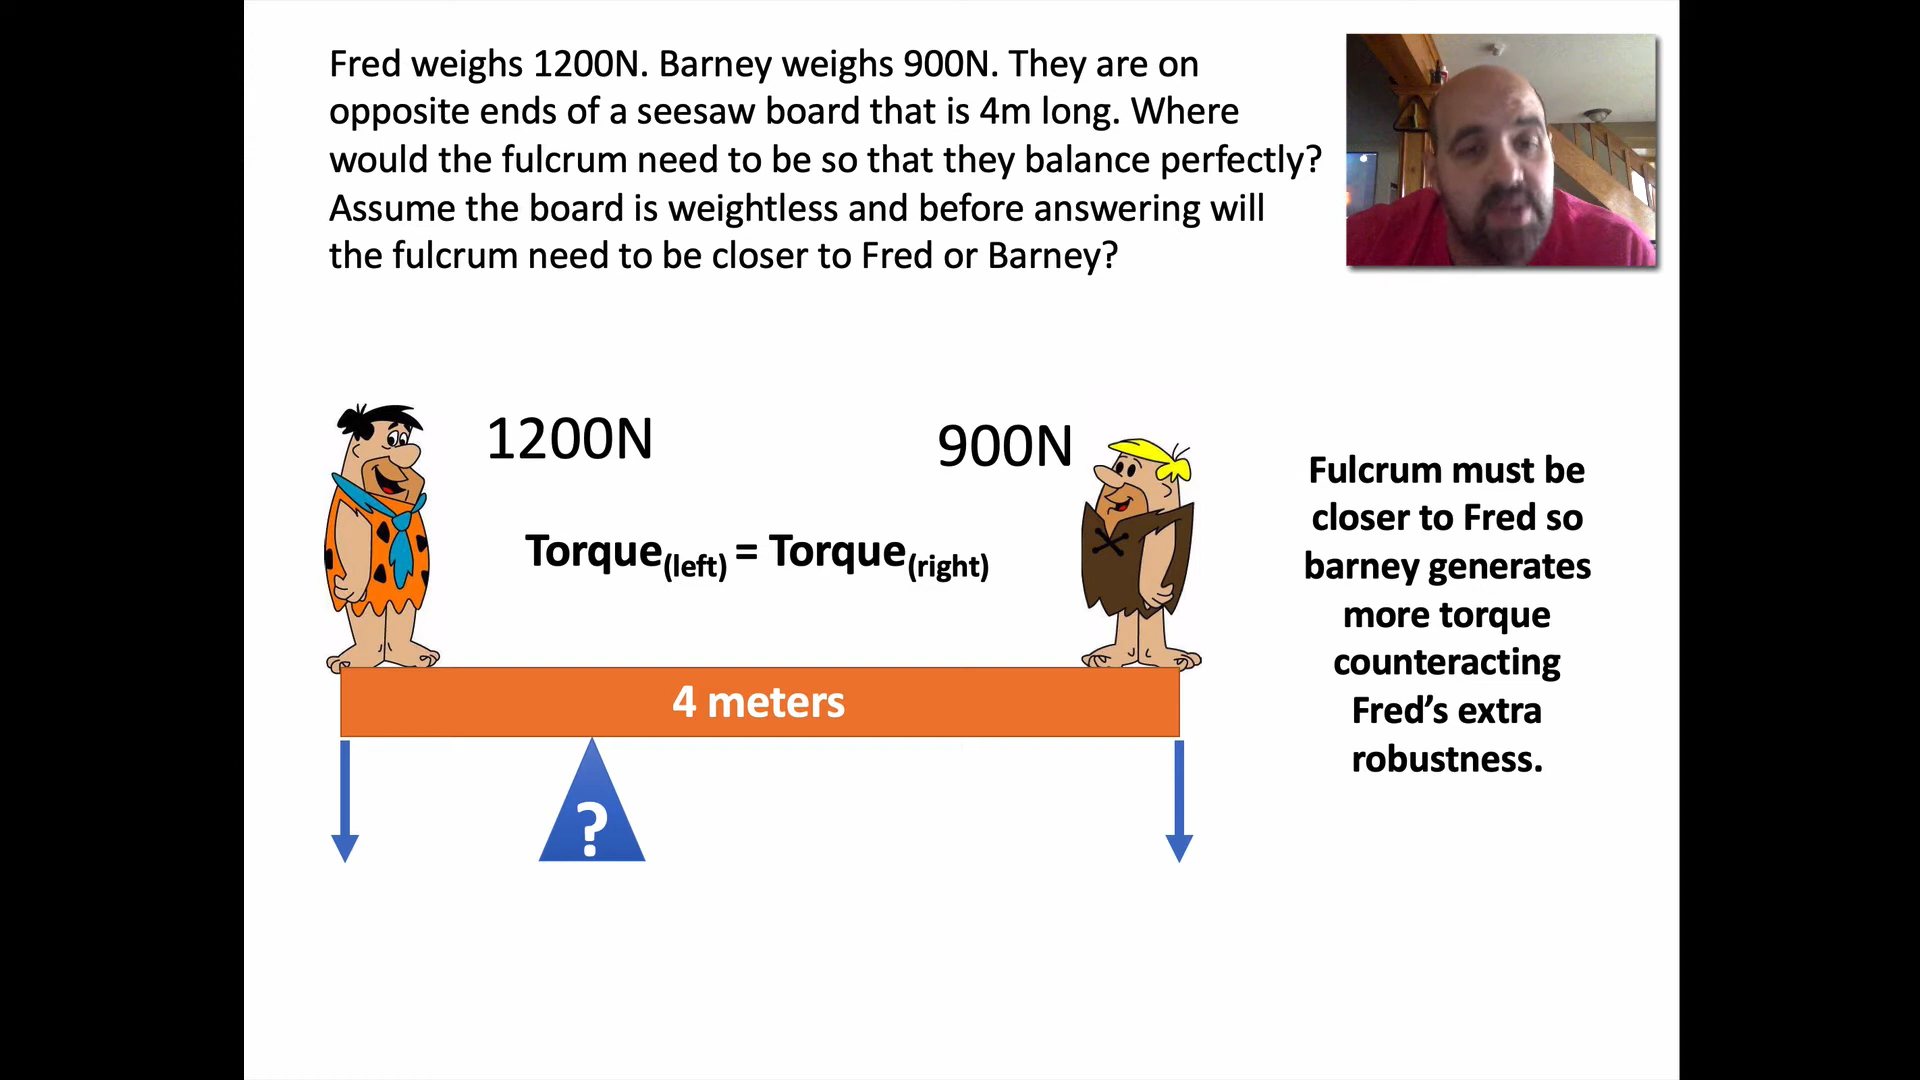 Fred weighs 1200N. Barney weighs 900N. They are on
opposite ends of a seesaw board that is 4m long. Where
would the fulcrum need to be so that they balance perfectly?
Assume the board is weightless and before answering will
the fulcrum need to be closer to Fred or Barney?
1200N
900N
Torque(left) = Torque(right)
4 meters
?
Fulcrum must be
closer to Fred so
barney generates
more torque
counteracting
Fred’s extra
robustness.